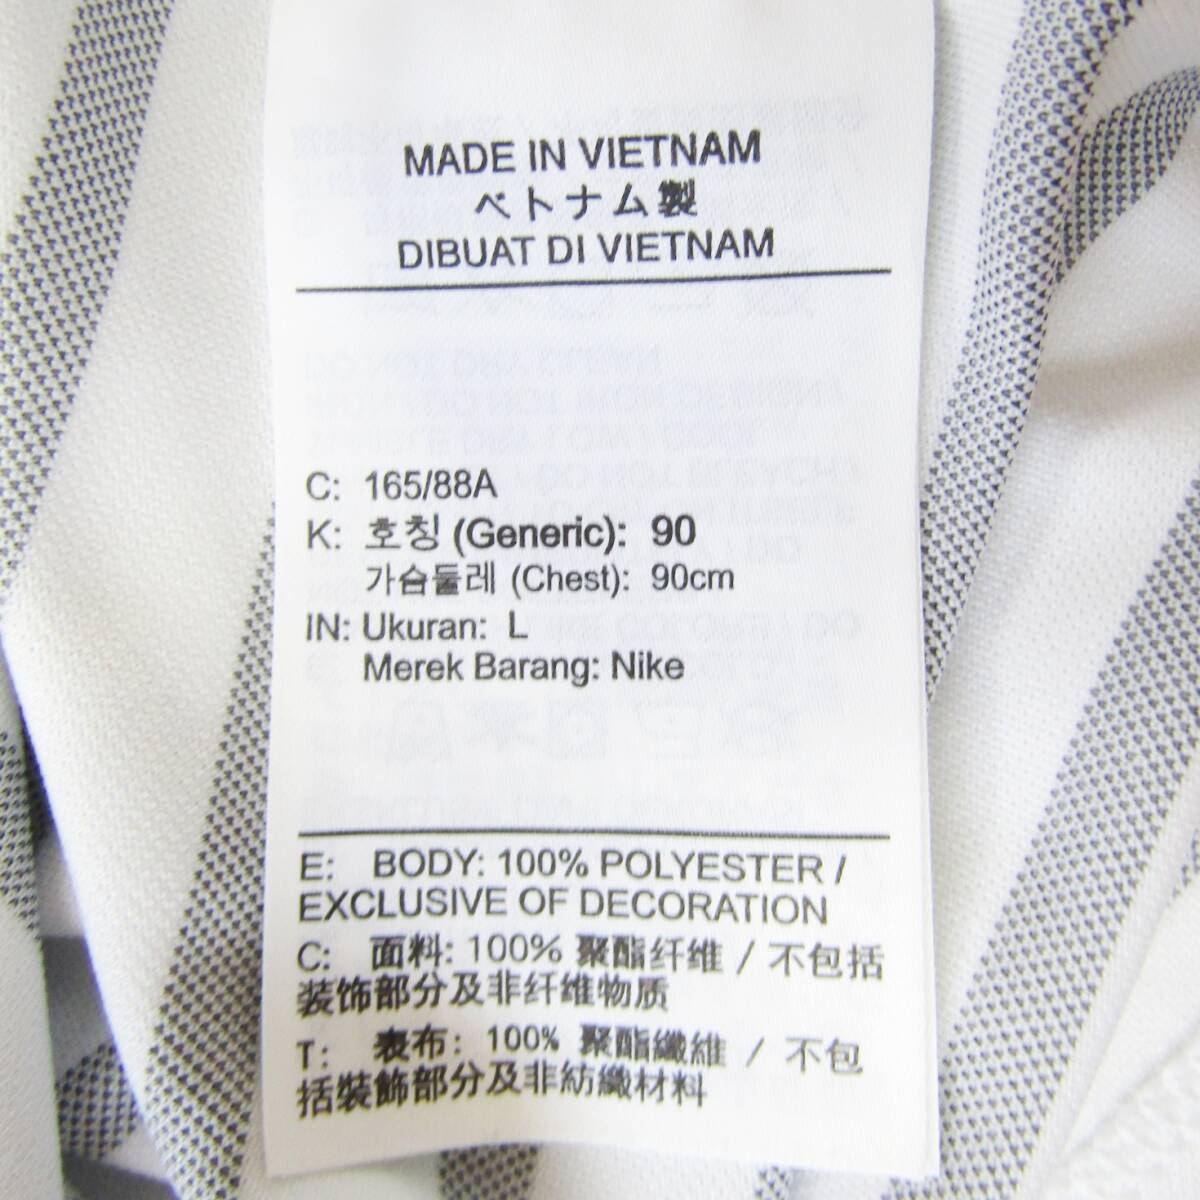 MADE IN VIETNAM
ベトナム製
DIBUAT DI VIETNAM
C: 165/88A
K: 호칭 (Generic): 90
가슴둘레 (Chest): 90cm
IN: Ukuran: L
Merek Barang: Nike
E: BODY: 100% POLYESTER /
EXCLUSIVE OF DECORATION
C: 面料: 100% 聚酯纤维 / 不包括
装饰部分及非纤维物质
T: 表布: 100% 聚酯纖維 / 不包
括裝飾部分及非紡織材料